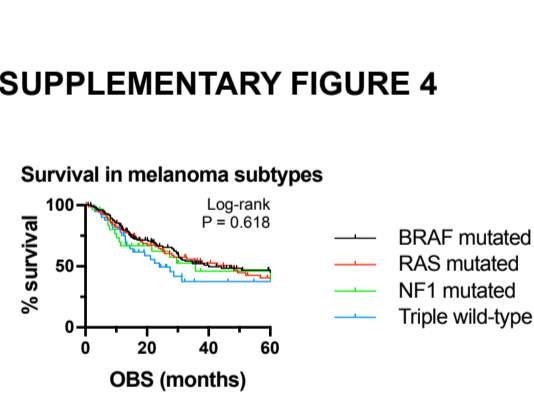 SUPPLEMENTARY FIGURE 4
Survival in melanoma subtypes
Log-rank
P = 0.618
% survival
100
50
0
0 20 40 60
OBS (months)
BRAF mutated
RAS mutated
NF1 mutated
Triple wild-type